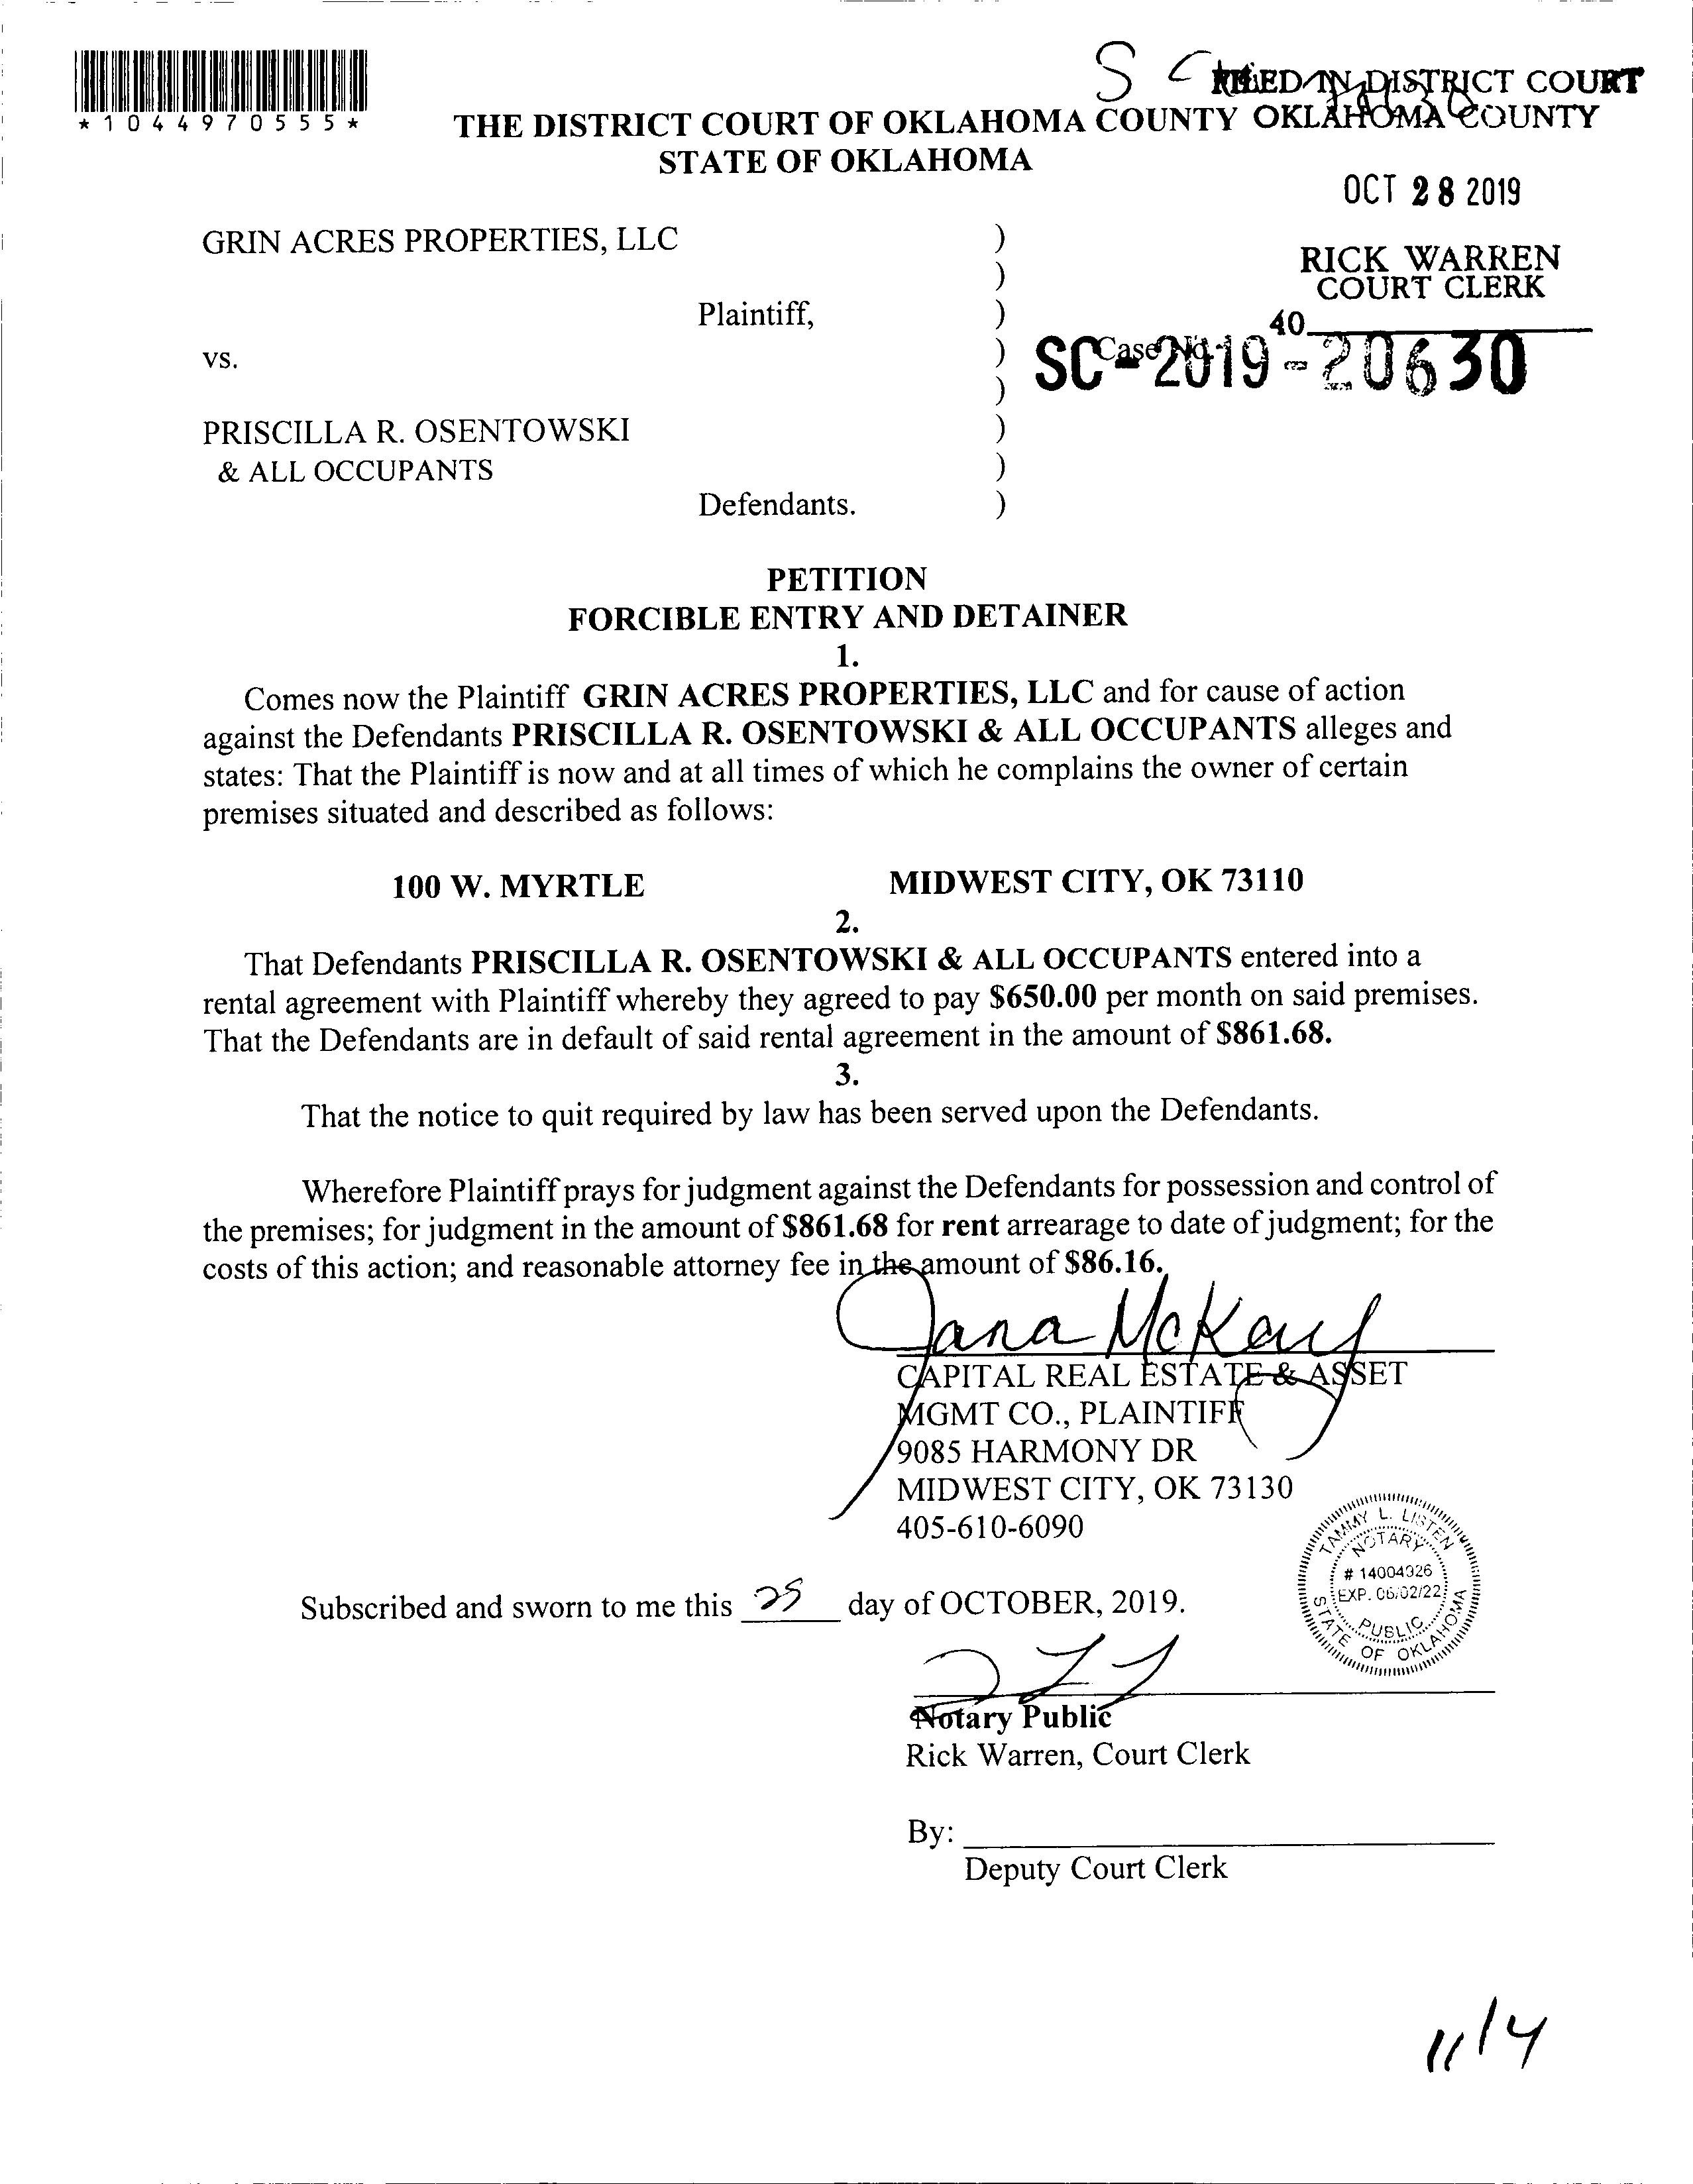 *1044970555*
S C
FILED IN DISTRICT COURT
OKLAHOMA COUNTY
THE DISTRICT COURT OF OKLAHOMA COUNTY
STATE OF OKLAHOMA
OCT 28 2019
RICK WARREN
COURT CLERK
40
GRIN ACRES PROPERTIES, LLC )
)
Plaintiff, )
vs. ) Case No.
SC-2019-20630
)
PRISCILLA R. OSENTOWSKI )
& ALL OCCUPANTS )
Defendants. )
PETITION
FORCIBLE ENTRY AND DETAINER
1.
Comes now the Plaintiff GRIN ACRES PROPERTIES, LLC and for cause of action
against the Defendants PRISCILLA R. OSENTOWSKI & ALL OCCUPANTS alleges and
states: That the Plaintiff is now and at all times of which he complains the owner of certain
premises situated and described as follows:
100 W. MYRTLE MIDWEST CITY, OK 73110
2.
That Defendants PRISCILLA R. OSENTOWSKI & ALL OCCUPANTS entered into a
rental agreement with Plaintiff whereby they agreed to pay $650.00 per month on said premises.
That the Defendants are in default of said rental agreement in the amount of $861.68.
3.
That the notice to quit required by law has been served upon the Defendants.
Wherefore Plaintiff prays for judgment against the Defendants for possession and control of
the premises; for judgment in the amount of $861.68 for rent arrearage to date of judgment; for the
costs of this action; and reasonable attorney fee in the amount of $86.16.
Jana McKay
CAPITAL REAL ESTATE & ASSET
MGMT CO., PLAINTIFF
9085 HARMONY DR
MIDWEST CITY, OK 73130
405-610-6090
TAMMY L. LISTEN
NOTARY
# 14004926
EXP. 06/02/22
PUBLIC
STATE OF OKLAHOMA
Subscribed and sworn to me this 25 day of OCTOBER, 2019.
Notary Public
Rick Warren, Court Clerk
By:
Deputy Court Clerk
11/14